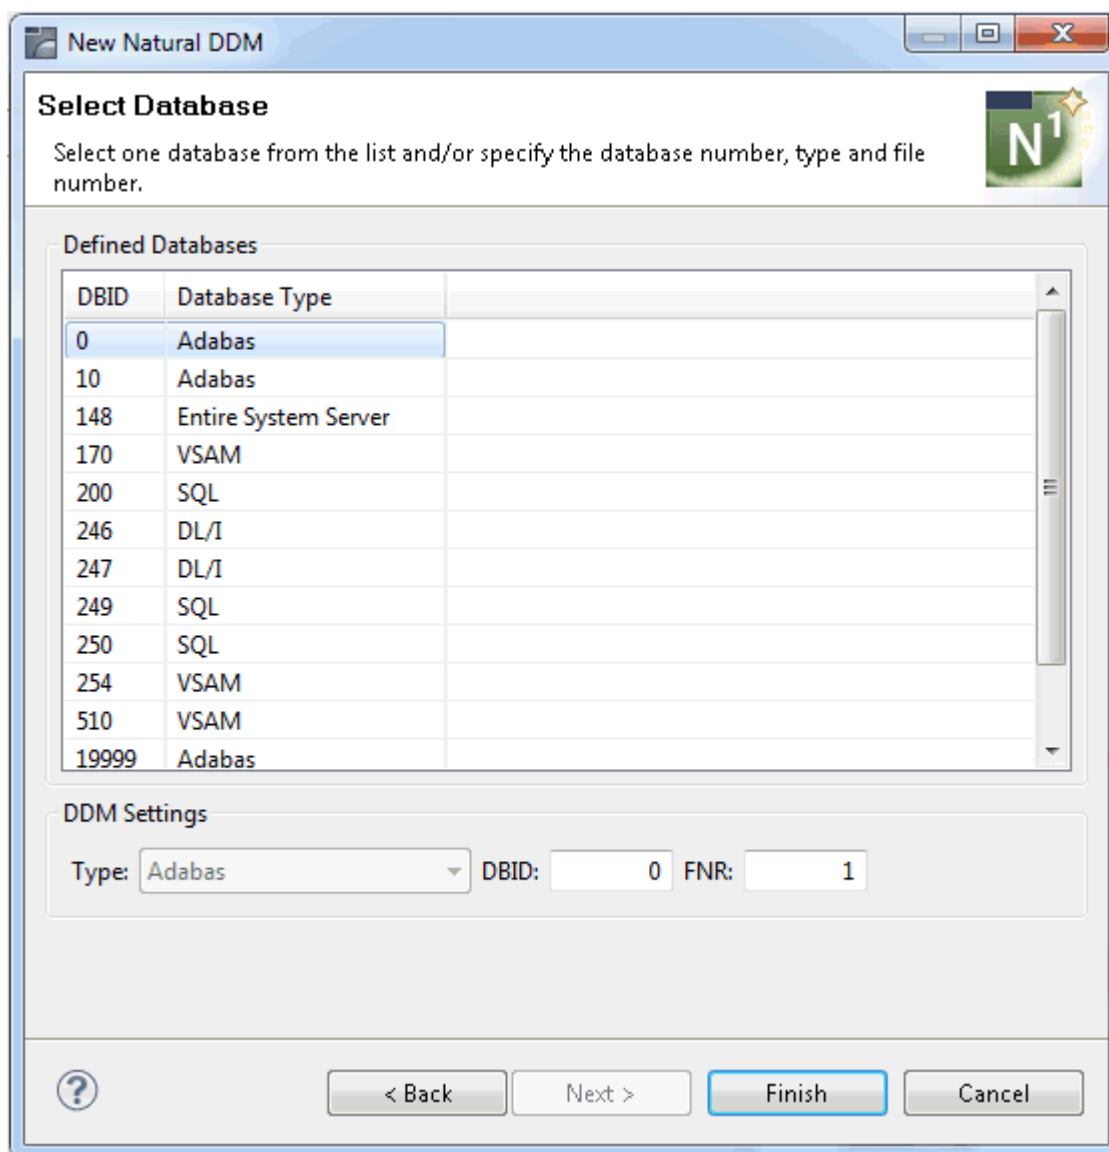 New Natural DDM
Select Database
Select one database from the list and/or specify the database number, type and file
number.
N1
Defined Databases
DBID Database Type
0 Adabas
10 Adabas
148 Entire System Server
170 VSAM
200 SQL
246 DL/I
247 DL/I
249 SQL
250 SQL
254 VSAM
510 VSAM
19999 Adabas
DDM Settings
Type: Adabas DBID: 0 FNR: 1
? < Back Next > Finish Cancel